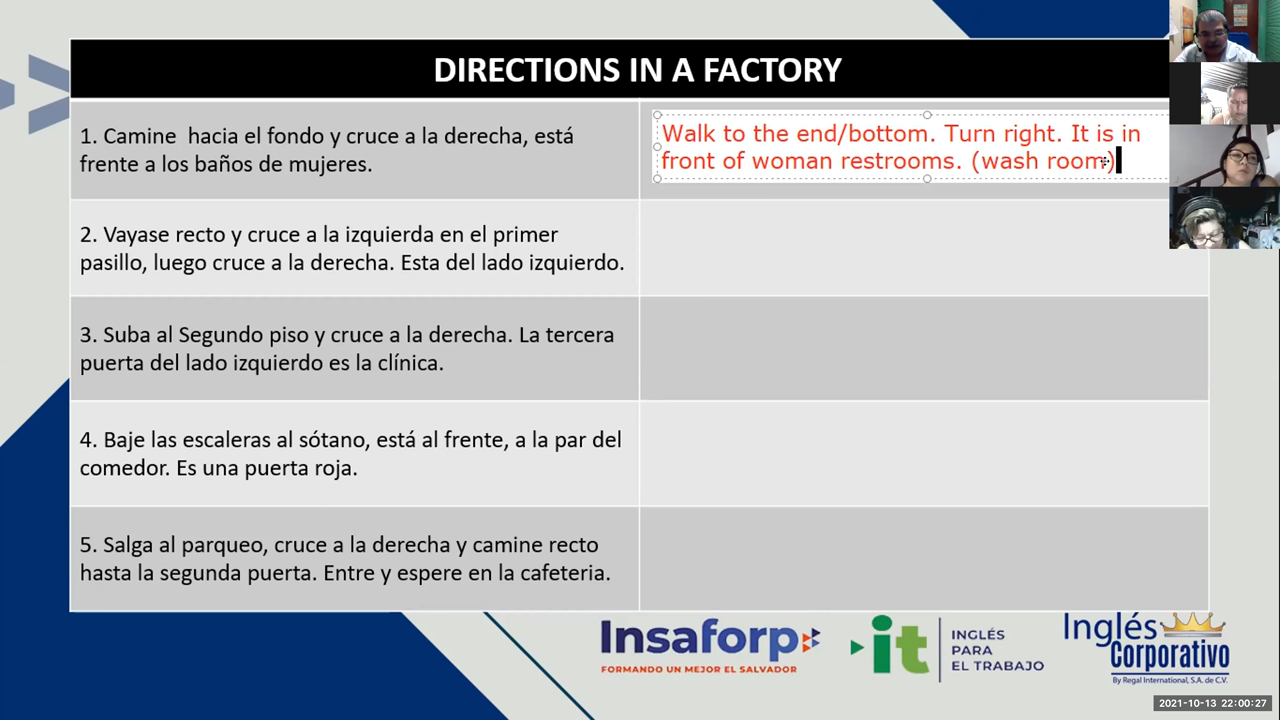 DIRECTIONS IN A FACTORY
1. Camine  hacia el fondo y cruce a la derecha, está
frente a los baños de mujeres.
Walk to the end/bottom. Turn right. It is in
front of woman restrooms. (wash room)
2. Vayase recto y cruce a la izquierda en el primer
pasillo, luego cruce a la derecha. Esta del lado izquierdo.
3. Suba al Segundo piso y cruce a la derecha. La tercera
puerta del lado izquierdo es la clínica.
4. Baje las escaleras al sótano, está al frente, a la par del
comedor. Es una puerta roja.
5. Salga al parqueo, cruce a la derecha y camine recto
hasta la segunda puerta. Entre y espere en la cafeteria.
Insaforp
FORMANDO UN MEJOR EL SALVADOR
it
INGLÉS
PARA
EL TRABAJO
Inglés
Corporativo
By Regal International, S.A. de C.V.
2021-10-13 22:00:27